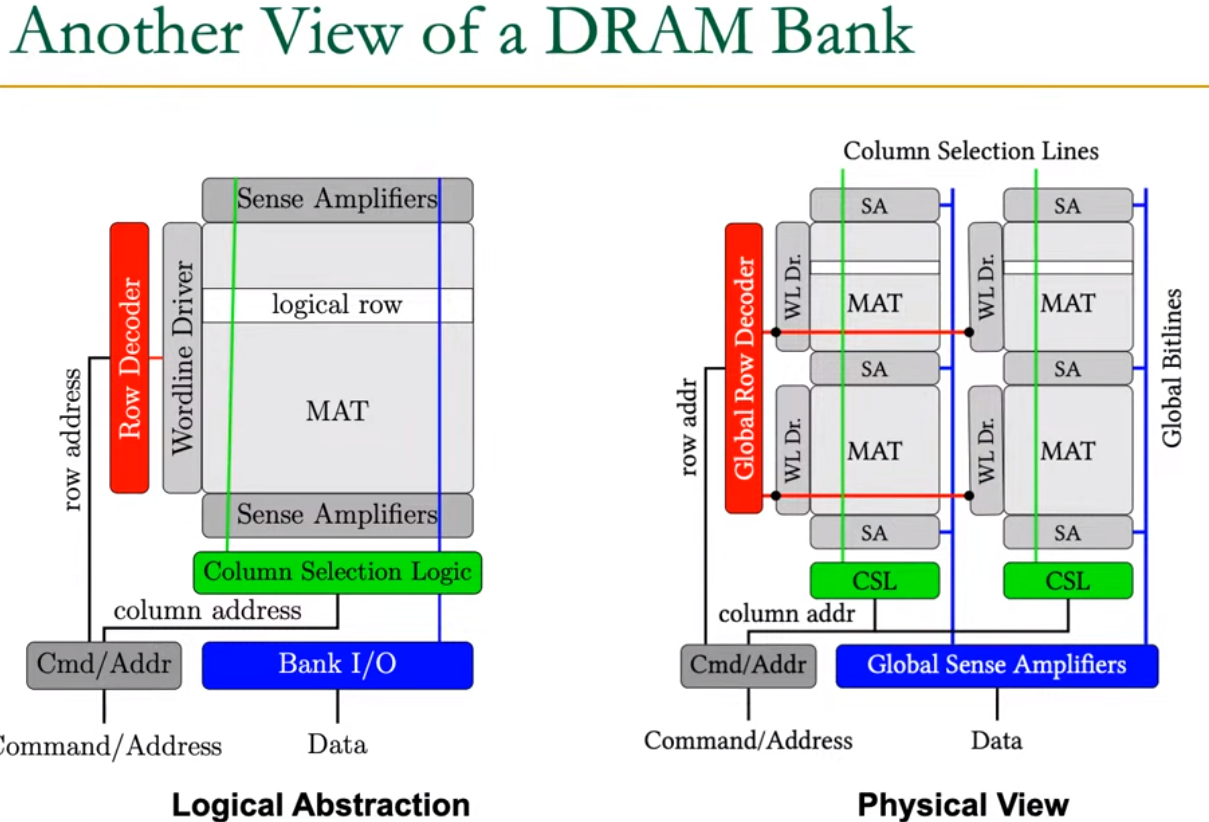 Another View of a DRAM Bank
Sense Amplifiers
row address
Row Decoder
Wordline Driver
logical row
MAT
Sense Amplifiers
Column Selection Logic
column address
Cmd/Addr
Bank I/O
Command/Address
Data
Logical Abstraction
Column Selection Lines
SA
SA
row addr
Global Row Decoder
WL Dr.
MAT
WL Dr.
MAT
Global Bitlines
SA
SA
WL Dr.
MAT
WL Dr.
MAT
SA
SA
CSL
CSL
column addr
Cmd/Addr
Global Sense Amplifiers
Command/Address
Data
Physical View